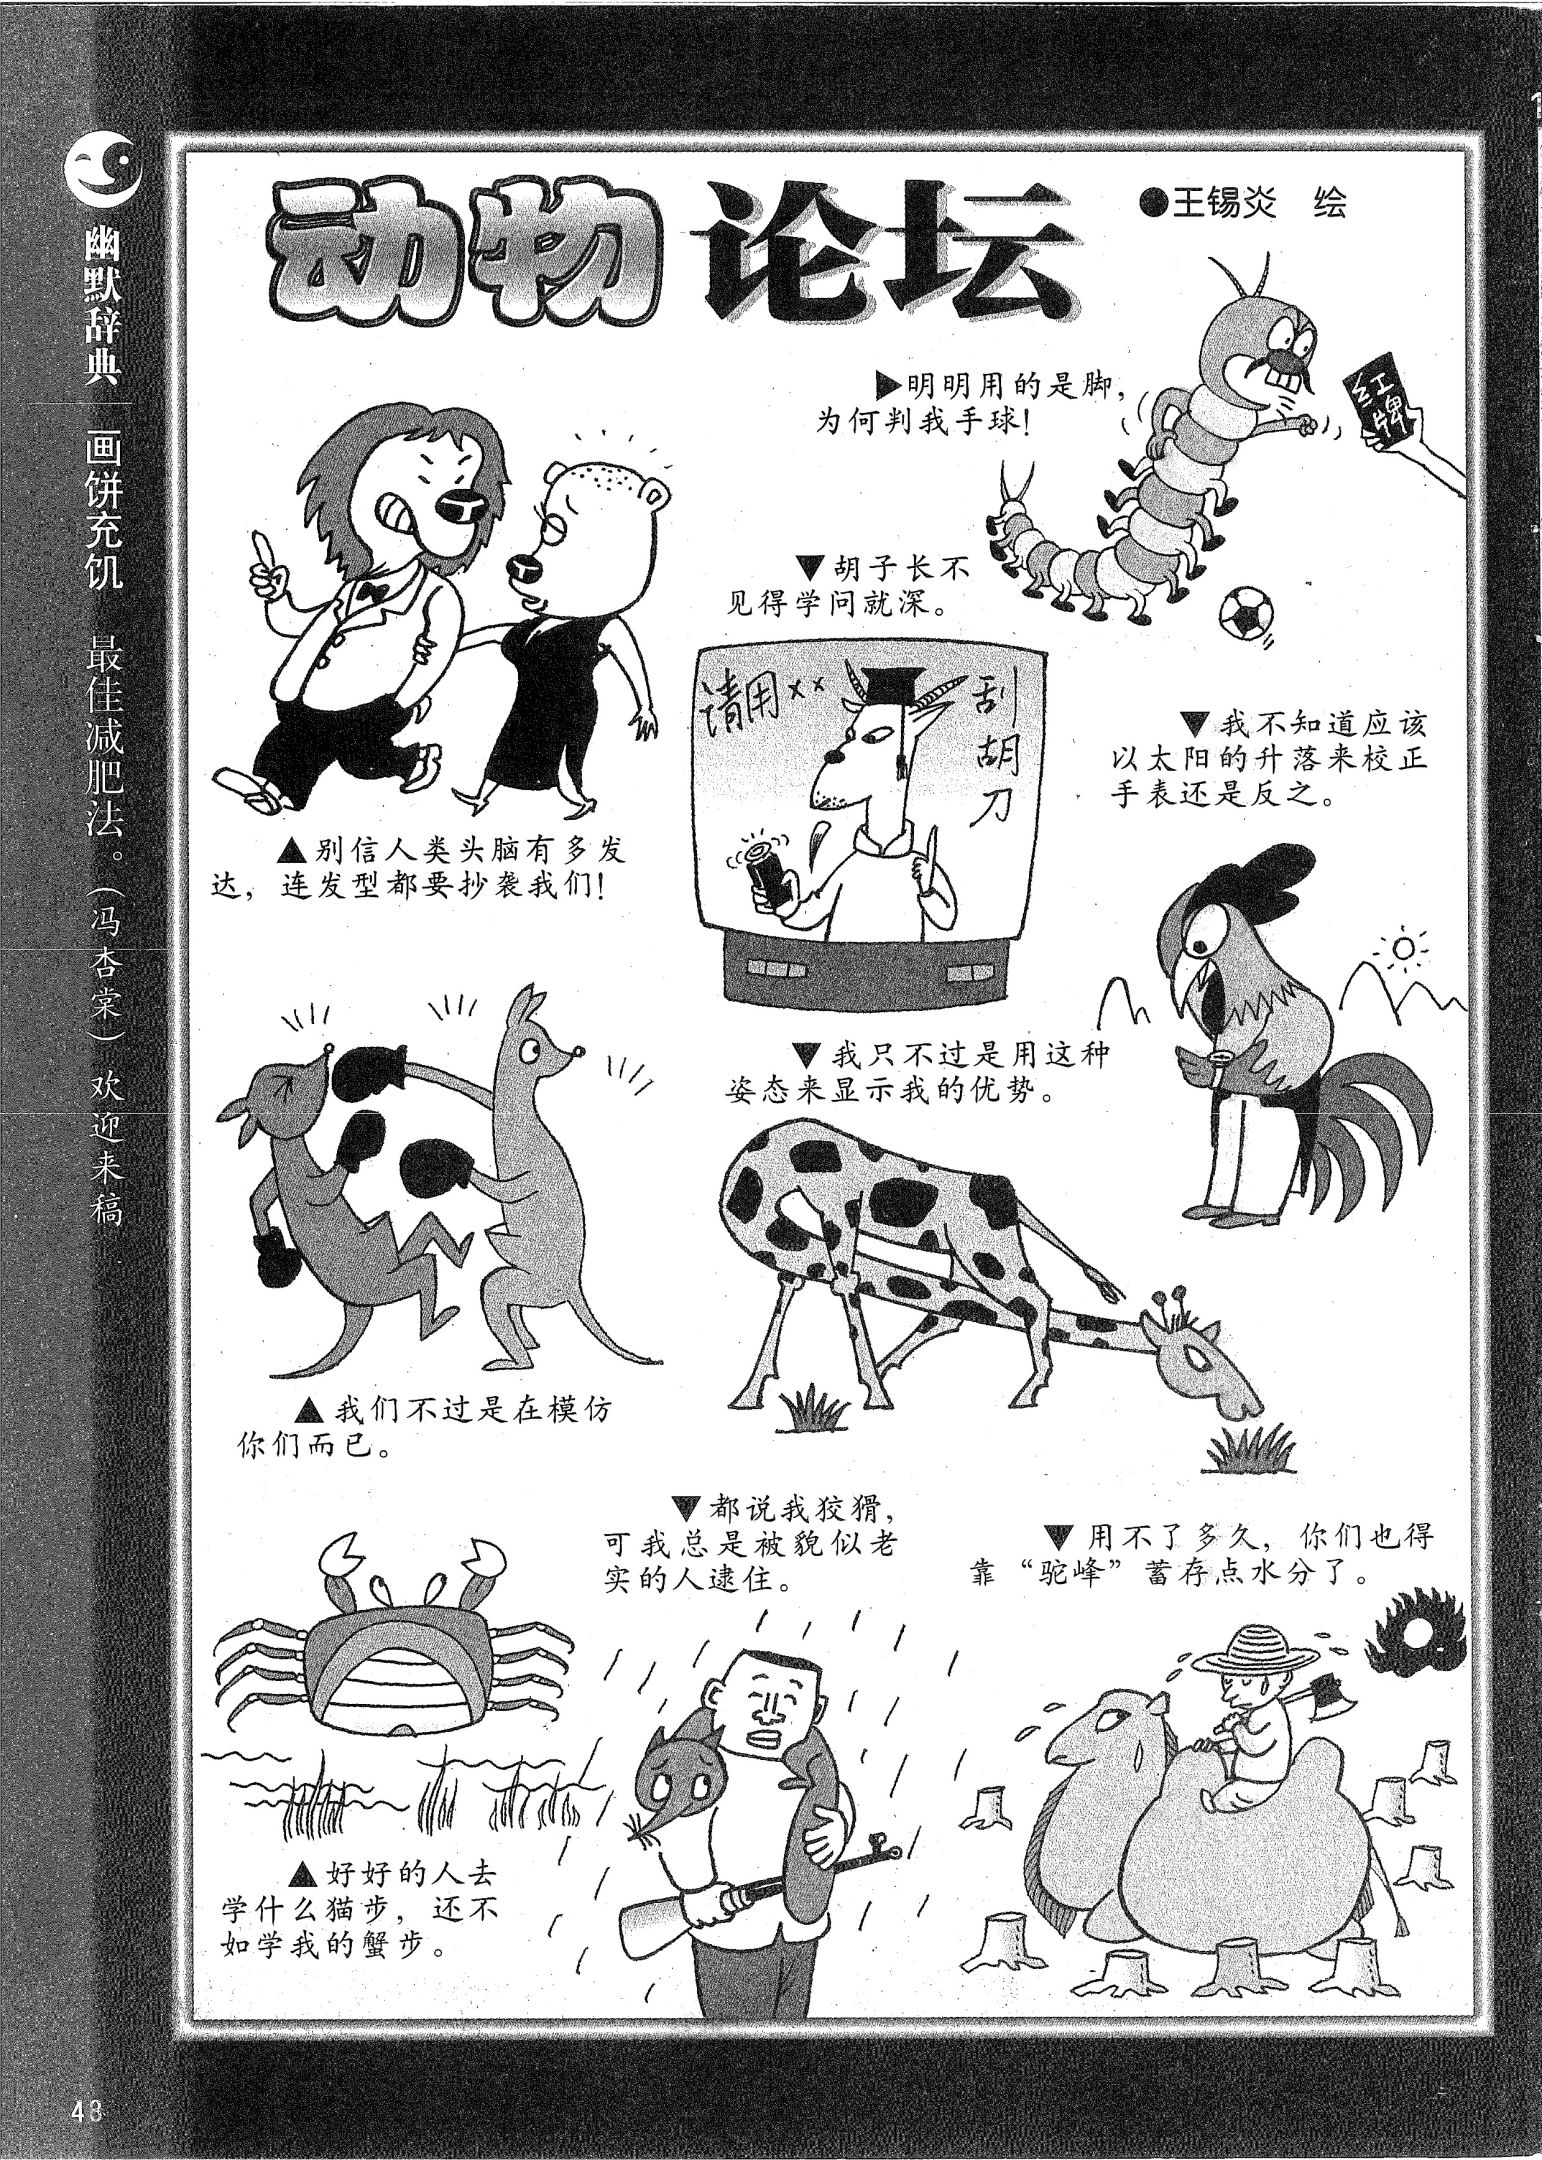 动物论坛
●王锡炎 绘
▶明明用的是脚，
为何判我手球！
红牌
▲别信人类头脑有多发
达，连发型都要抄袭我们！
▼胡子长不
见得学问就深。
请用××
刮胡刀
▼我不知道应该
以太阳的升落来校正
手表还是反之。
▲我们不过是在模仿
你们而已。
▼我只不过是用这种
姿态来显示我的优势。
▼都说我狡猾，
可我总是被貌似老
实的人逮住。
▼用不了多久，你们也得
靠“驼峰”蓄存点水分了。
▲好好的人去
学什么猫步，还不
如学我的蟹步。
幽默辞典 画饼充饥 最佳减肥法。（冯杏棠）欢迎来稿
48